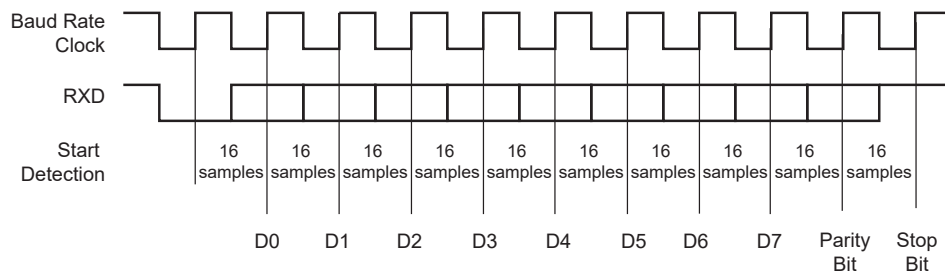 Baud Rate
Clock
RXD
Start
Detection
16 16 16 16 16 16 16 16 16 16
samples samples samples samples samples samples samples samples samples samples
D0 D1 D2 D3 D4 D5 D6 D7 Parity Stop
Bit Bit